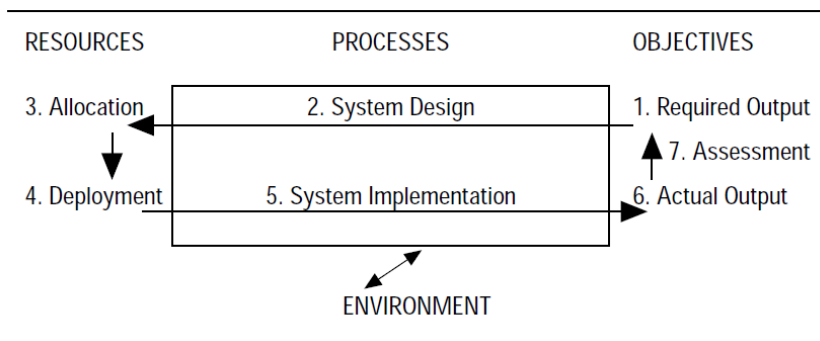 RESOURCES PROCESSES OBJECTIVES
3. Allocation 2. System Design 1. Required Output
7. Assessment
4. Deployment 5. System Implementation 6. Actual Output
ENVIRONMENT